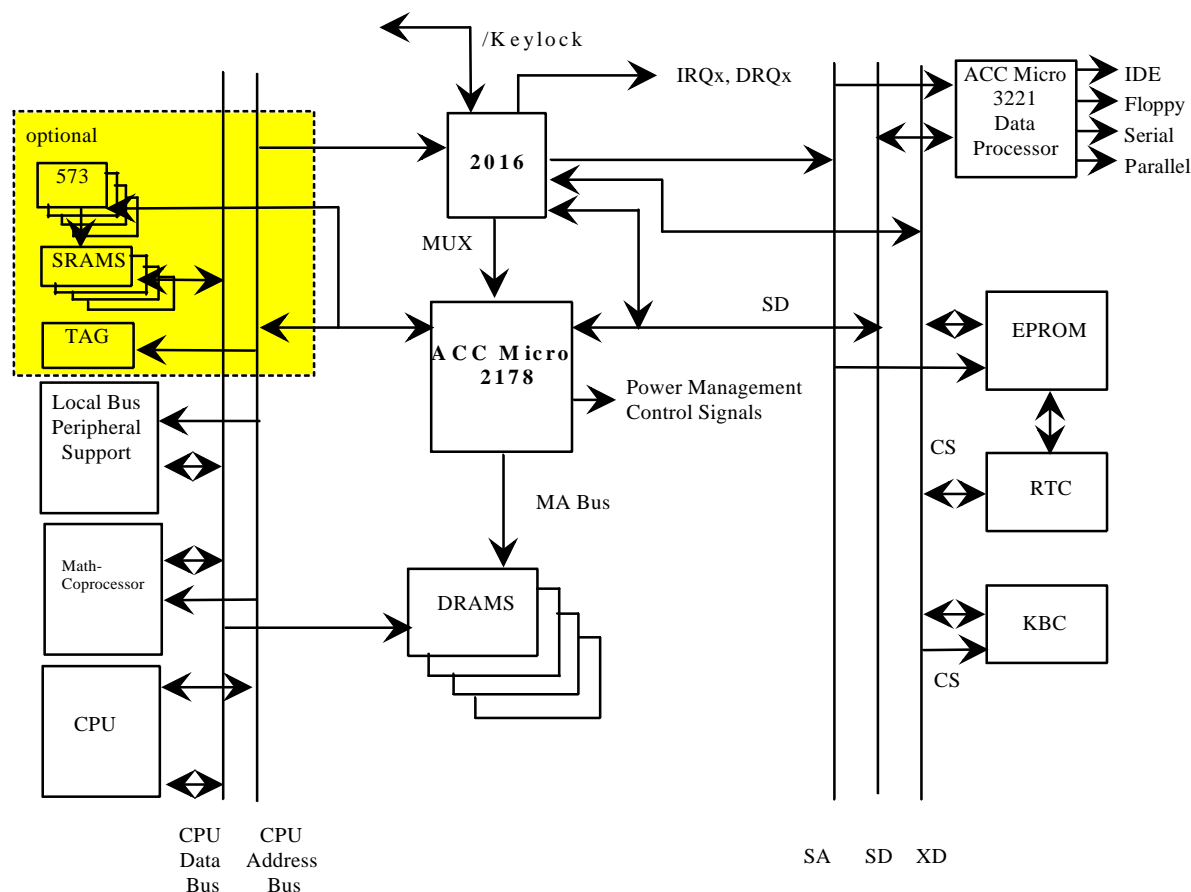 /Keylock
IRQx, DRQx
ACC Micro
3221
Data
Processor
IDE
Floppy
Serial
Parallel
optional
573
2016
SRAMS
MUX
TAG
SD
ACC Micro
2178
EPROM
Power Management
Control Signals
Local Bus
Peripheral
Support
CS
RTC
MA Bus
Math-
Coprocessor
DRAMS
KBC
CS
CPU
CPU
Data
Bus
CPU
Address
Bus
SA
SD
XD